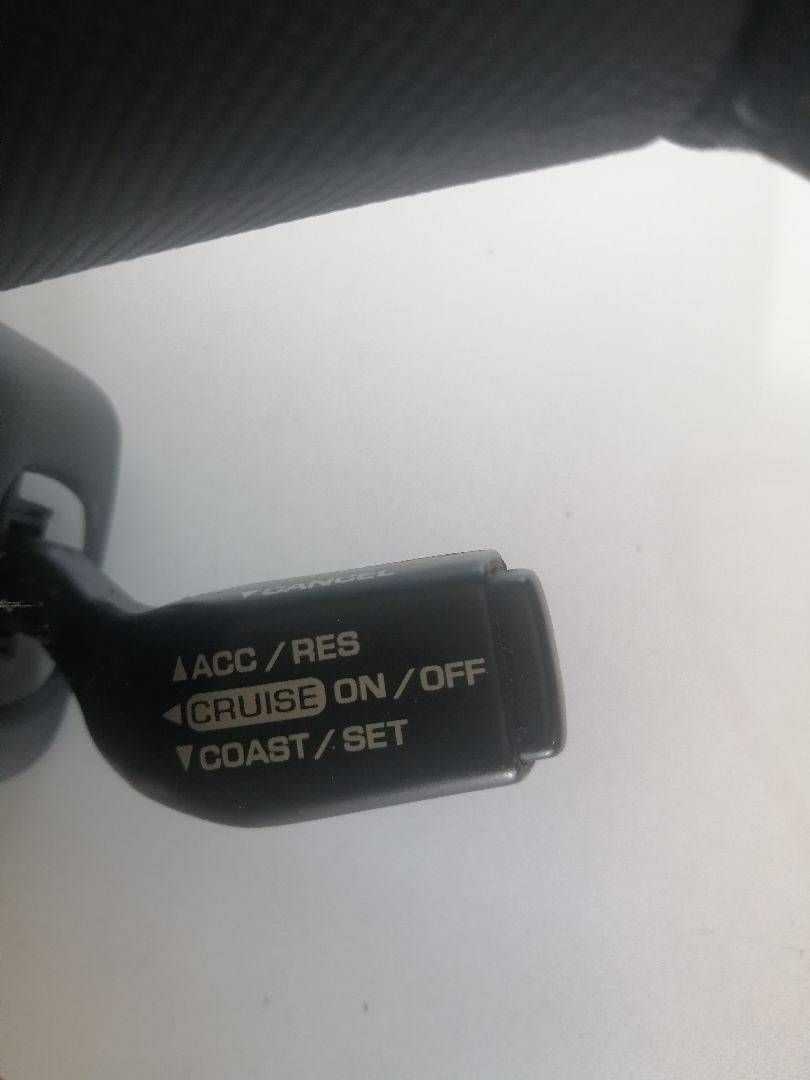 ▼CANCEL
▲ACC / RES
◀CRUISE ON / OFF
▼COAST / SET